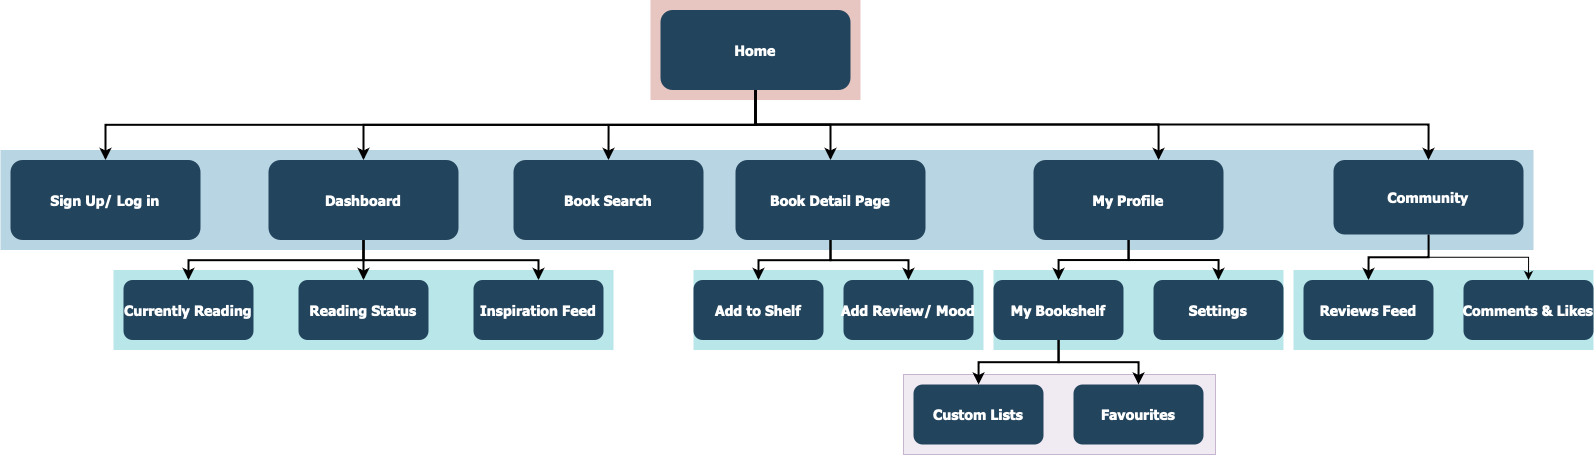 Home
Sign Up/ Log in
Dashboard
Book Search
Book Detail Page
My Profile
Community
Currently Reading
Reading Status
Inspiration Feed
Add to Shelf
Add Review/ Mood
My Bookshelf
Settings
Reviews Feed
Comments & Likes
Custom Lists
Favourites